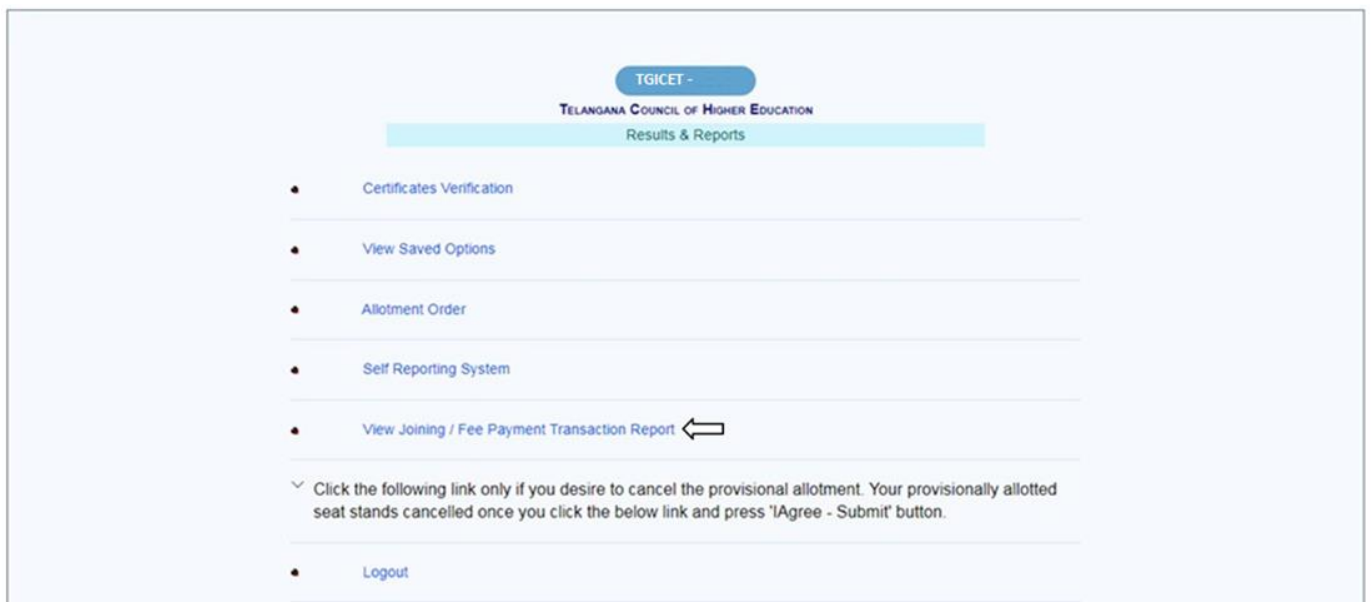 TGICET -
TELANGANA COUNCIL OF HIGHER EDUCATION
Results & Reports
Certificates Verification
View Saved Options
Allotment Order
Self Reporting System
View Joining / Fee Payment Transaction Report
Click the following link only if you desire to cancel the provisional allotment. Your provisionally allotted
seat stands cancelled once you click the below link and press 'IAgree - Submit' button.
Logout